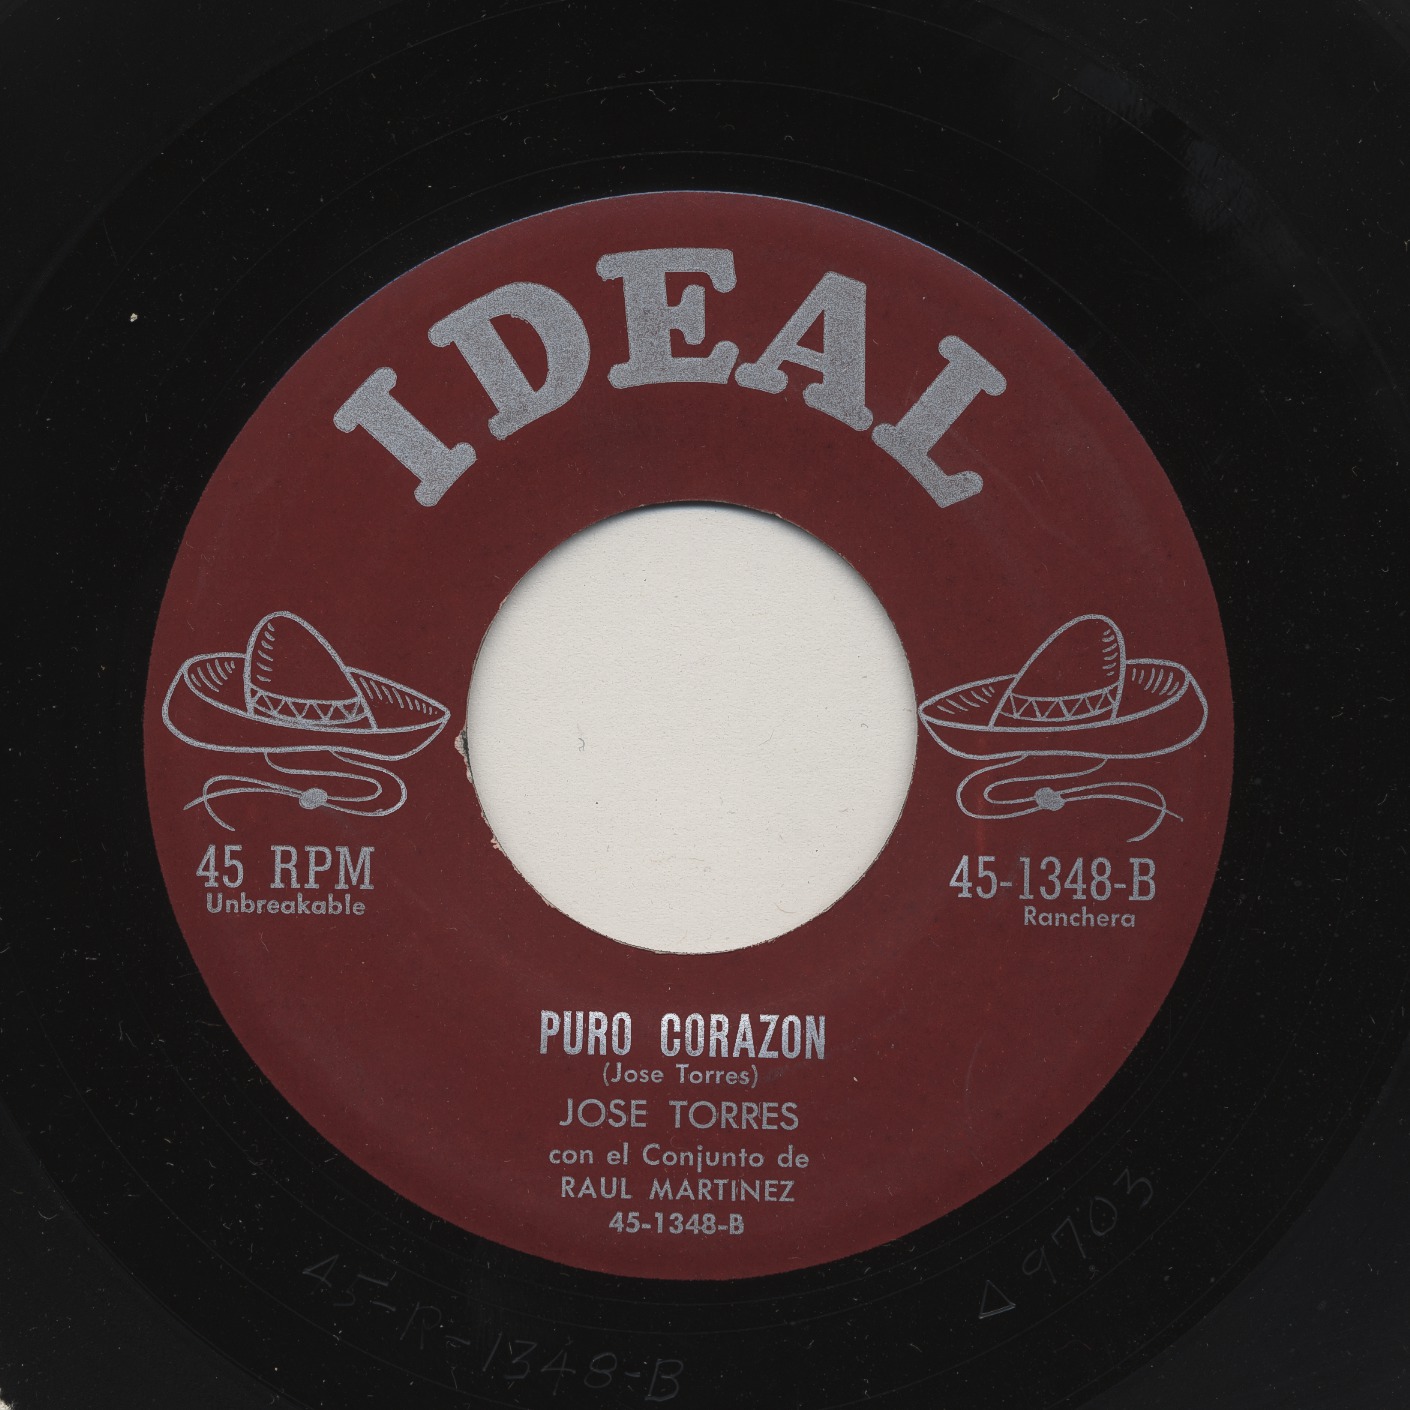 IDEAL
45 RPM
Unbreakable
45-1348-B
Ranchera
PURO CORAZON
(Jose Torres)
JOSE TORRES
con el Conjunto de
RAUL MARTINEZ
45-1348-B
45-R-1348-B
Δ9703